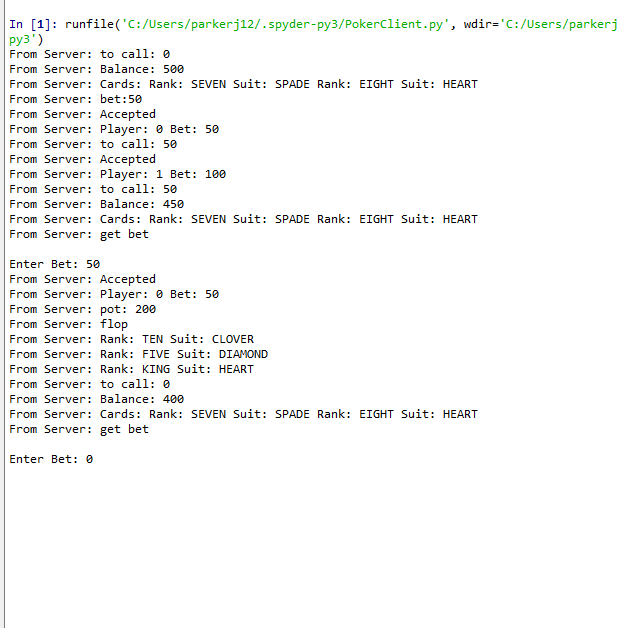 In [1]: runfile('C:/Users/parkerj12/.spyder-py3/PokerClient.py', wdir='C:/Users/parkerj
py3')
From Server: to call: 0
From Server: Balance: 500
From Server: Cards: Rank: SEVEN Suit: SPADE Rank: EIGHT Suit: HEART
From Server: bet:50
From Server: Accepted
From Server: Player: 0 Bet: 50
From Server: to call: 50
From Server: Accepted
From Server: Player: 1 Bet: 100
From Server: to call: 50
From Server: Balance: 450
From Server: Cards: Rank: SEVEN Suit: SPADE Rank: EIGHT Suit: HEART
From Server: get bet
Enter Bet: 50
From Server: Accepted
From Server: Player: 0 Bet: 50
From Server: pot: 200
From Server: flop
From Server: Rank: TEN Suit: CLOVER
From Server: Rank: FIVE Suit: DIAMOND
From Server: Rank: KING Suit: HEART
From Server: to call: 0
From Server: Balance: 400
From Server: Cards: Rank: SEVEN Suit: SPADE Rank: EIGHT Suit: HEART
From Server: get bet
Enter Bet: 0